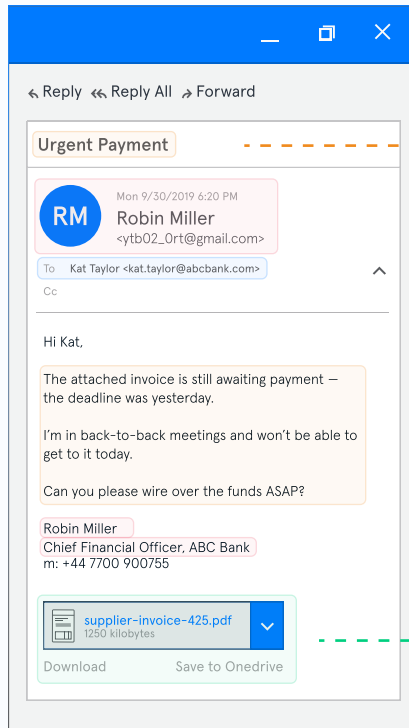 Reply Reply All Forward
Urgent Payment
RM
Mon 9/30/2019 6:20 PM
Robin Miller
<ytb02_0rt@gmail.com>
To Kat Taylor <kat.taylor@abcbank.com>
Cc
Hi Kat,
The attached invoice is still awaiting payment –
the deadline was yesterday.
I’m in back-to-back meetings and won’t be able to
get to it today.
Can you please wire over the funds ASAP?
Robin Miller
Chief Financial Officer, ABC Bank
m: +44 7700 900755
supplier-invoice-425.pdf
1250 kilobytes
Download Save to Onedrive